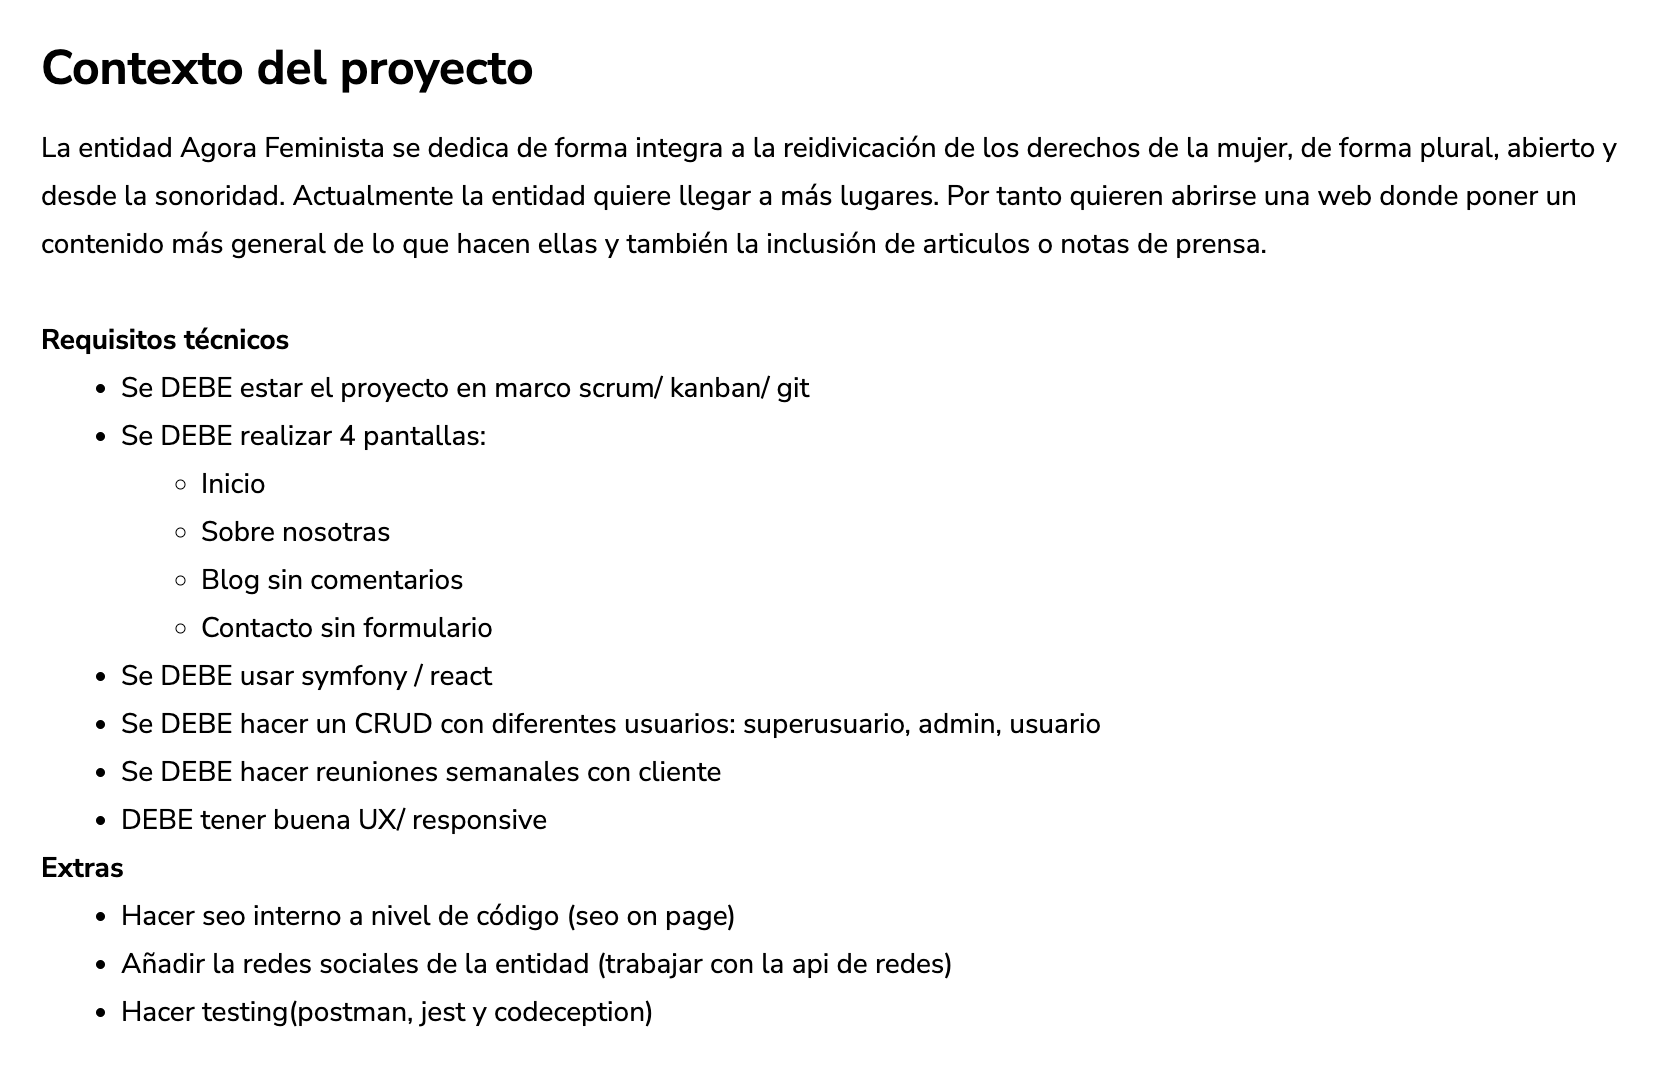 Contexto del proyecto
La entidad Agora Feminista se dedica de forma integra a la reidivicación de los derechos de la mujer, de forma plural, abierto y
desde la sonoridad. Actualmente la entidad quiere llegar a más lugares. Por tanto quieren abrirse una web donde poner un
contenido más general de lo que hacen ellas y también la inclusión de articulos o notas de prensa.
Requisitos técnicos
• Se DEBE estar el proyecto en marco scrum/ kanban/ git
• Se DEBE realizar 4 pantallas:
◦ Inicio
◦ Sobre nosotras
◦ Blog sin comentarios
◦ Contacto sin formulario
• Se DEBE usar symfony / react
• Se DEBE hacer un CRUD con diferentes usuarios: superusuario, admin, usuario
• Se DEBE hacer reuniones semanales con cliente
• DEBE tener buena UX/ responsive
Extras
• Hacer seo interno a nivel de código (seo on page)
• Añadir la redes sociales de la entidad (trabajar con la api de redes)
• Hacer testing(postman, jest y codeception)